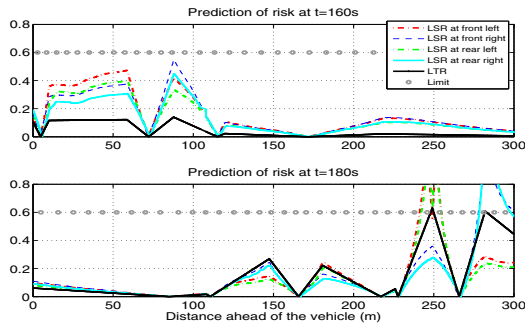 Prediction of risk at t=160s
0.8
0.6
0.4
0.2
0
0 50 100 150 200 250 300
LSR at front left
LSR at front right
LSR at rear left
LSR at rear right
LTR
Limit
Prediction of risk at t=180s
0.8
0.6
0.4
0.2
0
0 50 100 150 200 250 300
Distance ahead of the vehicle (m)